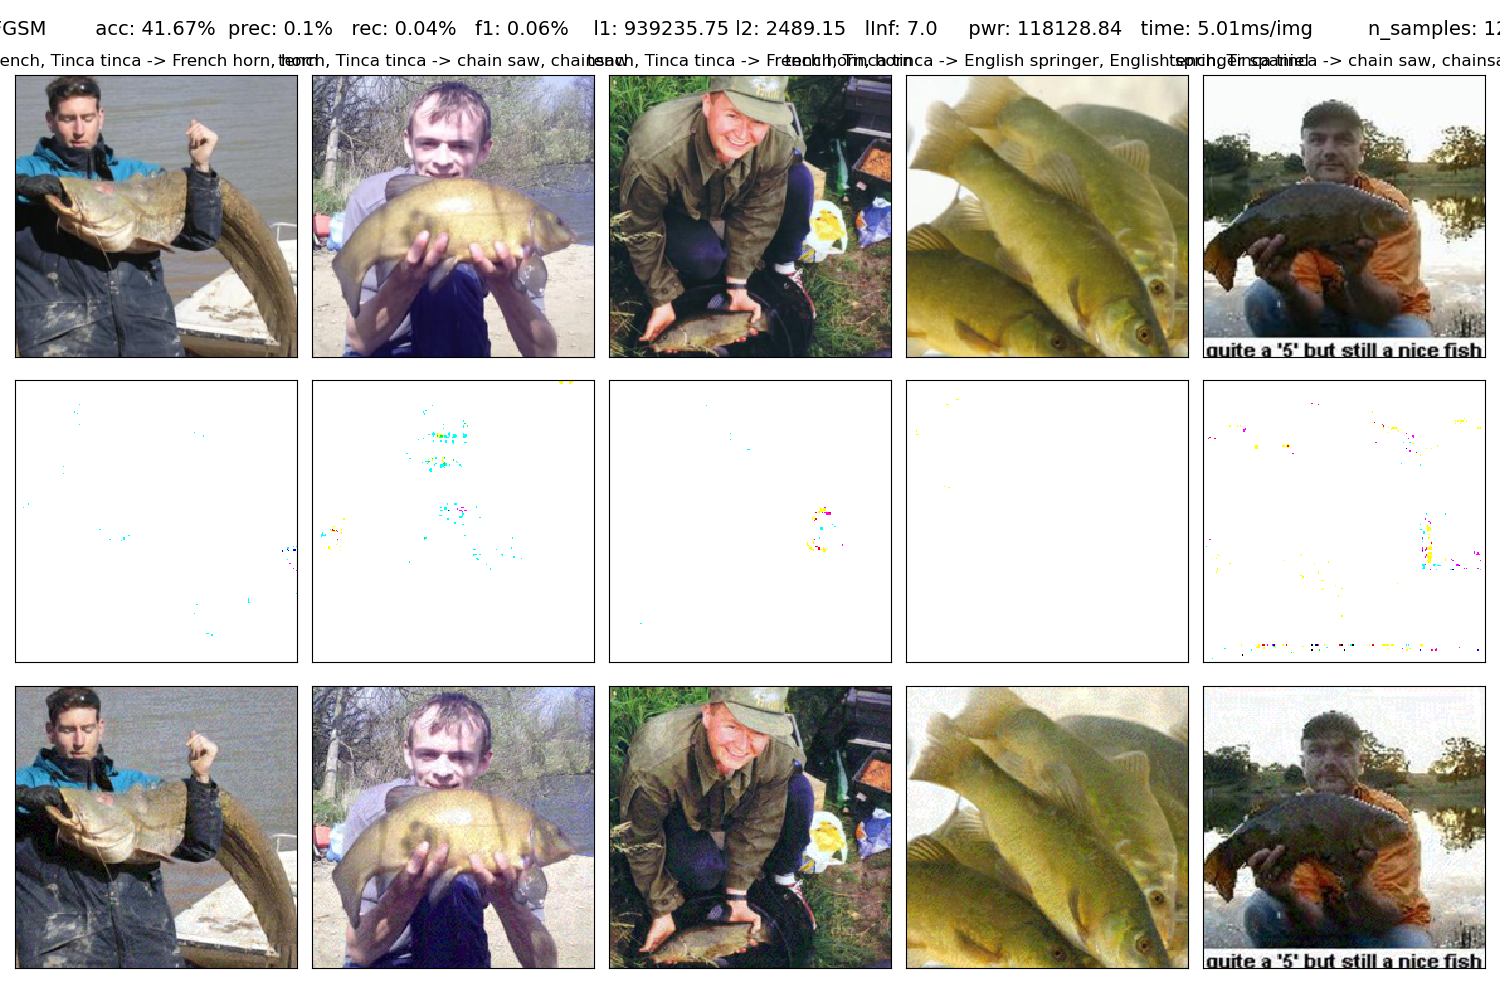 FGSM acc: 41.67% prec: 0.1% rec: 0.04% f1: 0.06% l1: 939235.75 l2: 2489.15 lInf: 7.0 pwr: 118128.84 time: 5.01ms/img n_samples: 12
tench, Tinca tinca -> French horn, horn
tench, Tinca tinca -> chain saw, chainsaw
tench, Tinca tinca -> French horn, horn
tench, Tinca tinca -> English springer, English springer spaniel
tench, Tinca tinca -> chain saw, chainsa
quite a '5' but still a nice fish
quite a '5' but still a nice fish